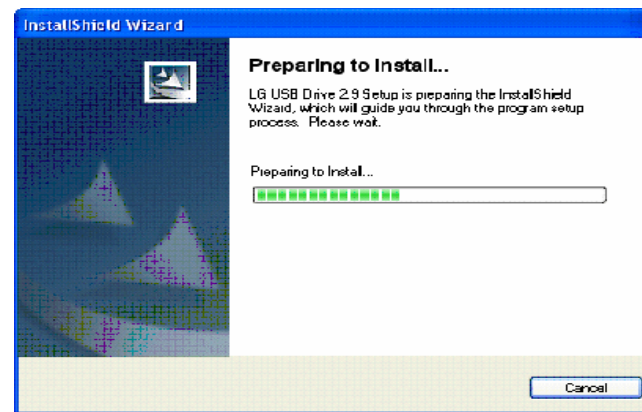 InstallShield Wizard
Preparing to Install...
LG USB Drive 2.9 Setup is preparing the InstallShield
Wizard, which will guide you through the program setup
process. Please wait.
Preparing to Install...
Cancel